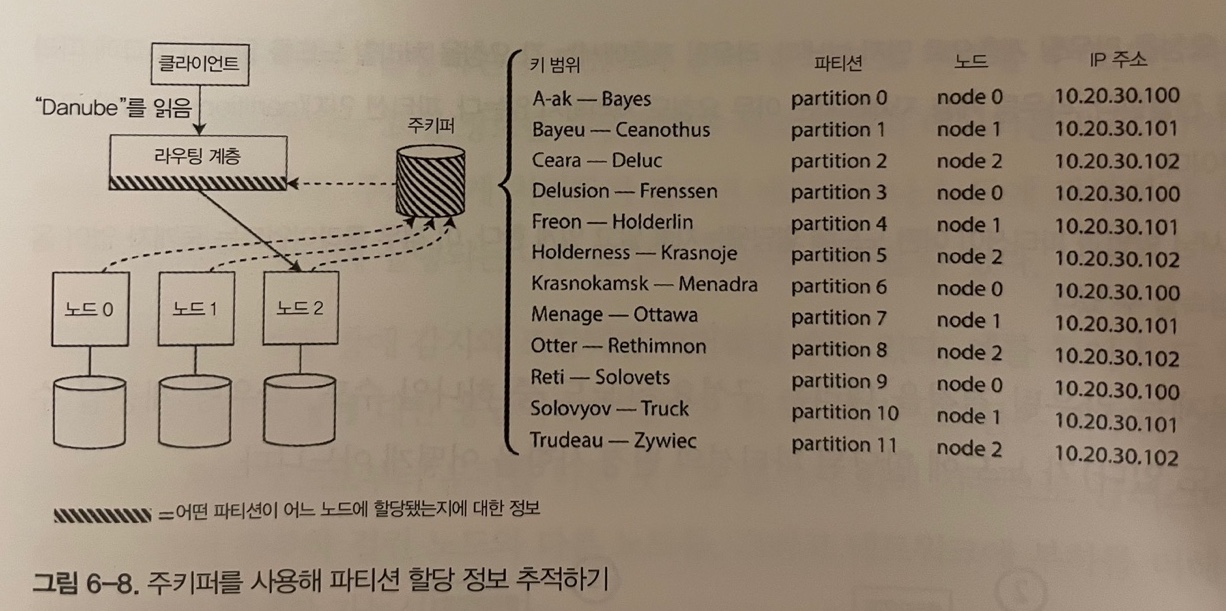 클라이언트
“Danube”를 읽음
라우팅 계층
주키퍼
노드 0
노드 1
노드 2
키 범위 파티션 노드 IP 주소
A-ak — Bayes partition 0 node 0 10.20.30.100
Bayeu — Ceanothus partition 1 node 1 10.20.30.101
Ceara — Deluc partition 2 node 2 10.20.30.102
Delusion — Frenssen partition 3 node 0 10.20.30.100
Freon — Holderlin partition 4 node 1 10.20.30.101
Holderness — Krasnoje partition 5 node 2 10.20.30.102
Krasnokamsk — Menadra partition 6 node 0 10.20.30.100
Menage — Ottawa partition 7 node 1 10.20.30.101
Otter — Rethimnon partition 8 node 2 10.20.30.102
Reti — Solovets partition 9 node 0 10.20.30.100
Solovyov — Truck partition 10 node 1 10.20.30.101
Trudeau — Zywiec partition 11 node 2 10.20.30.102
=어떤 파티션이 어느 노드에 할당됐는지에 대한 정보
그림 6-8. 주키퍼를 사용해 파티션 할당 정보 추적하기